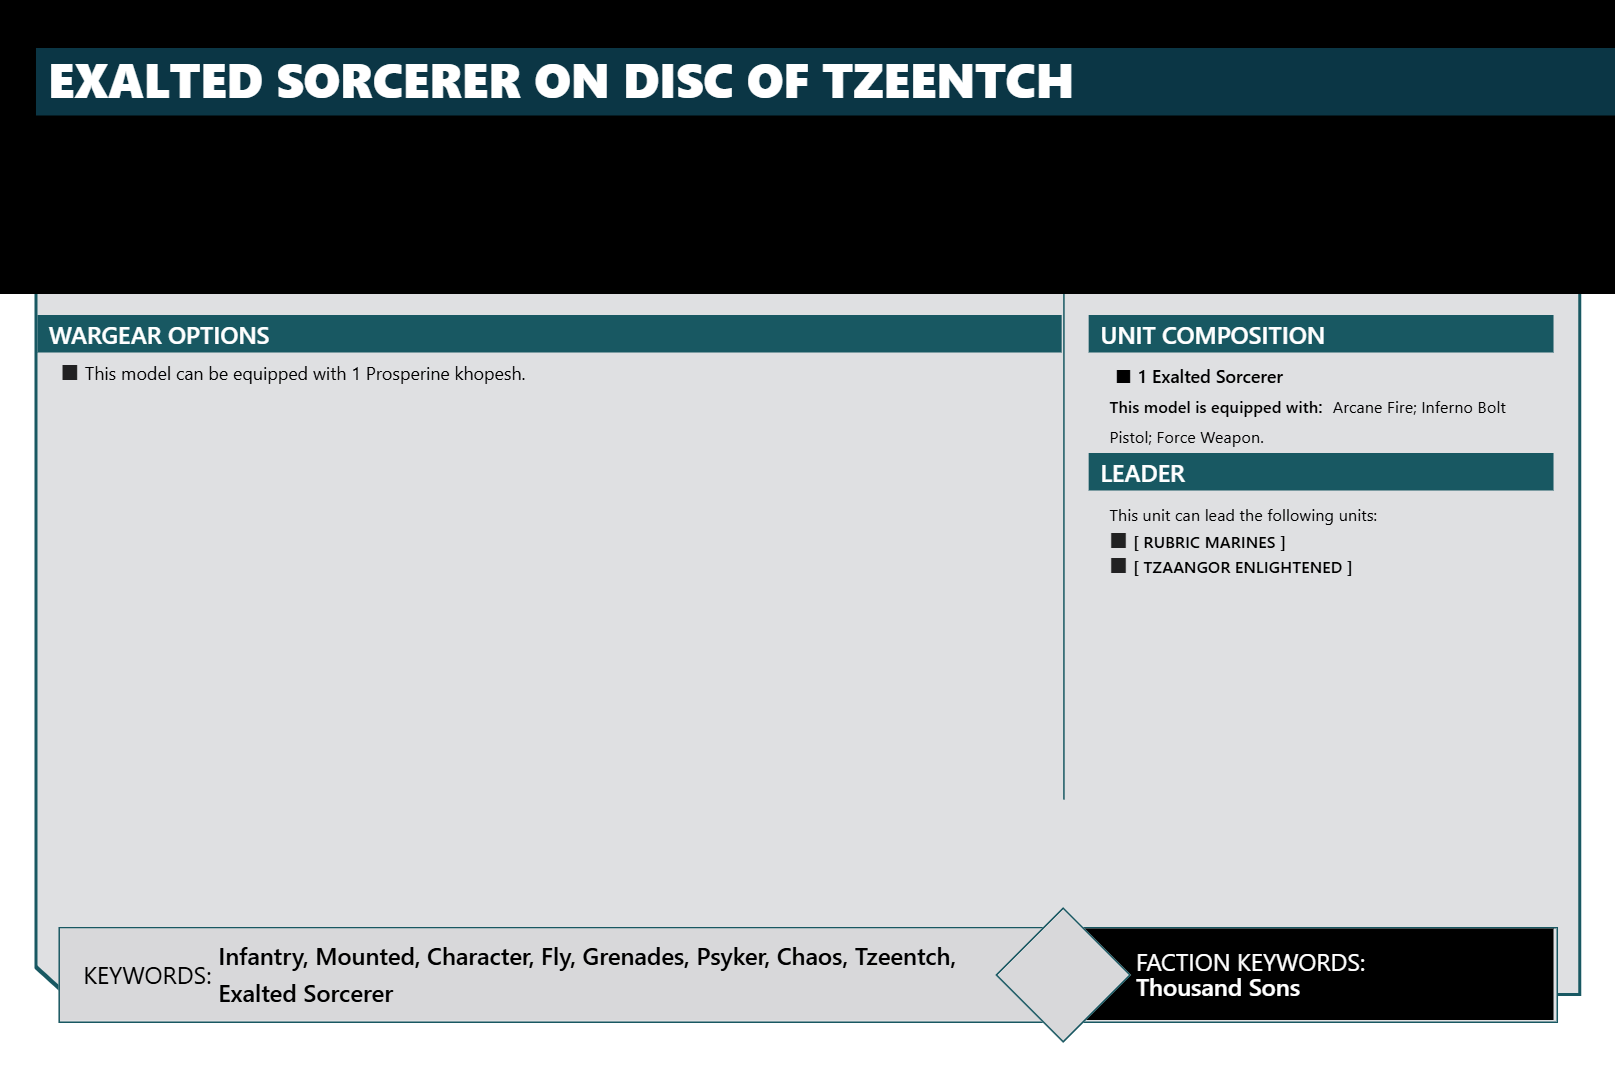 EXALTED SORCERER ON DISC OF TZEENTCH
WARGEAR OPTIONS
■ This model can be equipped with 1 Prosperine khopesh.
UNIT COMPOSITION
■ 1 Exalted Sorcerer
This model is equipped with: Arcane Fire; Inferno Bolt
Pistol; Force Weapon.
LEADER
This unit can lead the following units:
■ [ RUBRIC MARINES ]
■ [ TZAANGOR ENLIGHTENED ]
KEYWORDS: Infantry, Mounted, Character, Fly, Grenades, Psyker, Chaos, Tzeentch,
Exalted Sorcerer
FACTION KEYWORDS:
Thousand Sons